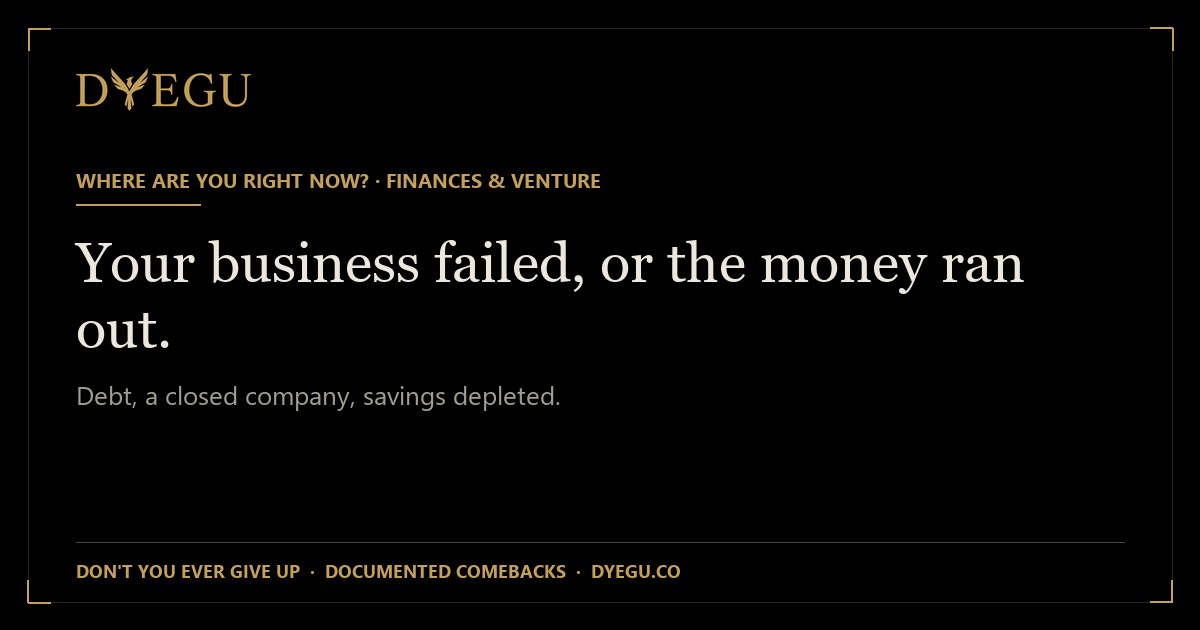 DYEGU
WHERE ARE YOU RIGHT NOW? · FINANCES & VENTURE
Your business failed, or the money ran
out.
Debt, a closed company, savings depleted.
DON'T YOU EVER GIVE UP · DOCUMENTED COMEBACKS · DYEGU.CO